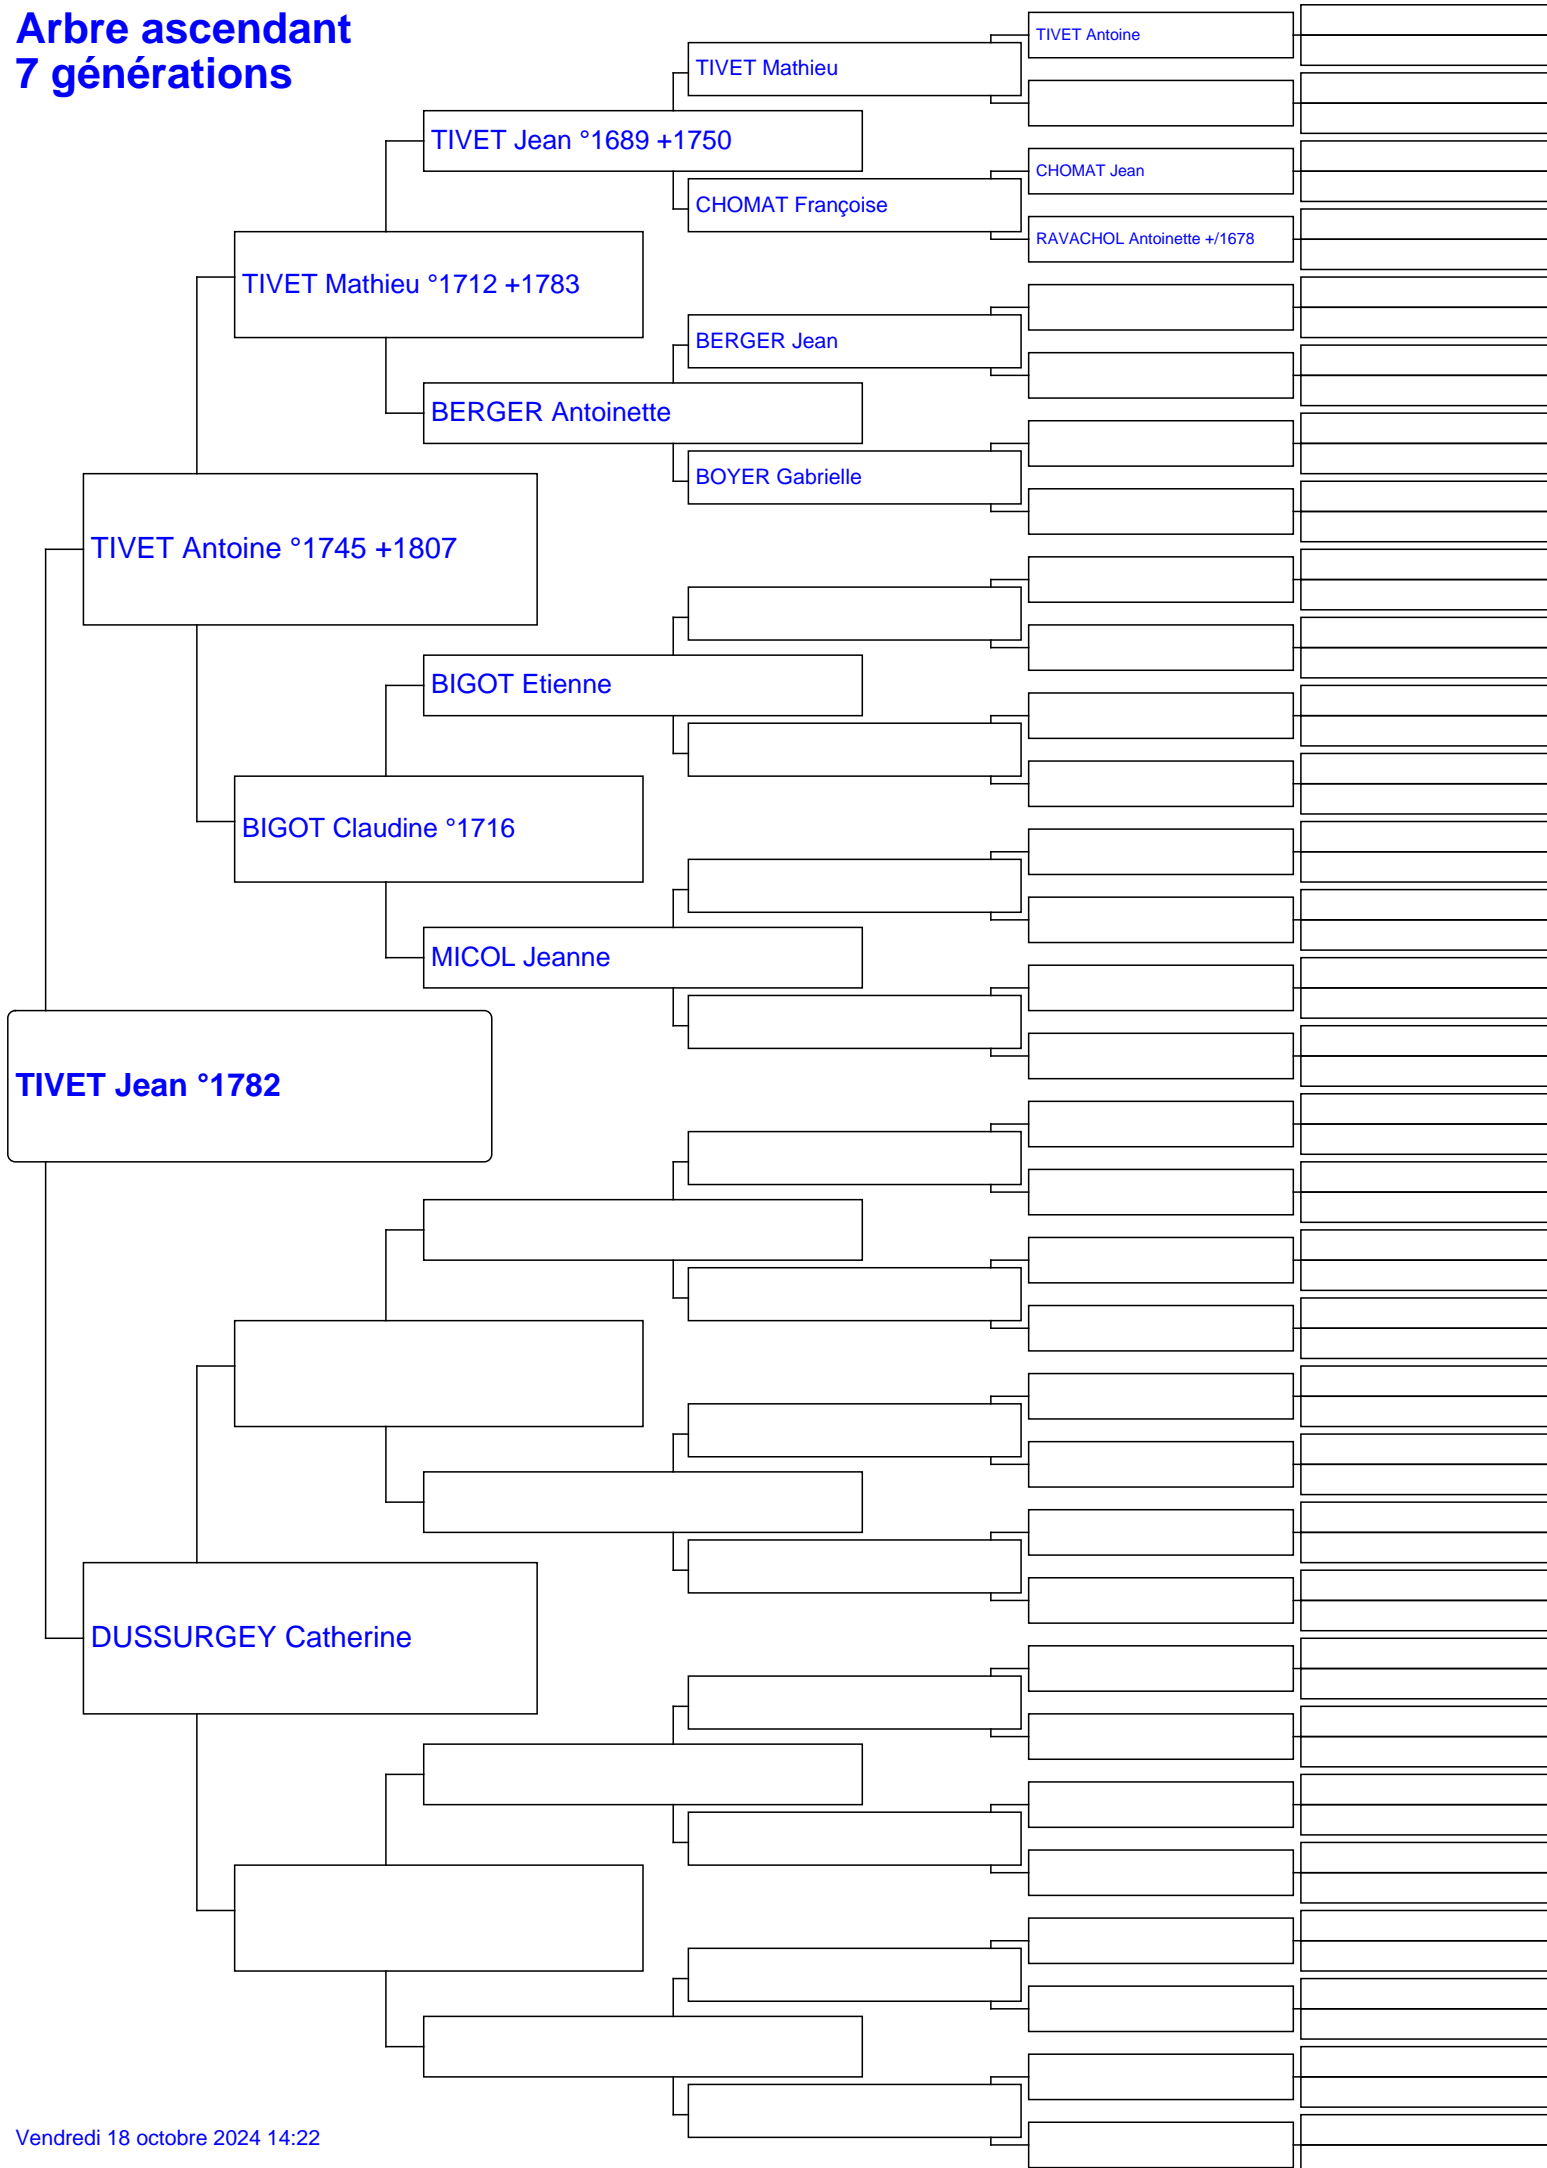 Arbre ascendant
7 générations
TIVET Antoine
TIVET Mathieu
TIVET Jean °1689 +1750
CHOMAT Jean
CHOMAT Françoise
RAVACHOL Antoinette +/1678
TIVET Mathieu °1712 +1783
BERGER Jean
BERGER Antoinette
BOYER Gabrielle
TIVET Antoine °1745 +1807
BIGOT Etienne
BIGOT Claudine °1716
MICOL Jeanne
TIVET Jean °1782
DUSSURGEY Catherine
Vendredi 18 octobre 2024 14:22